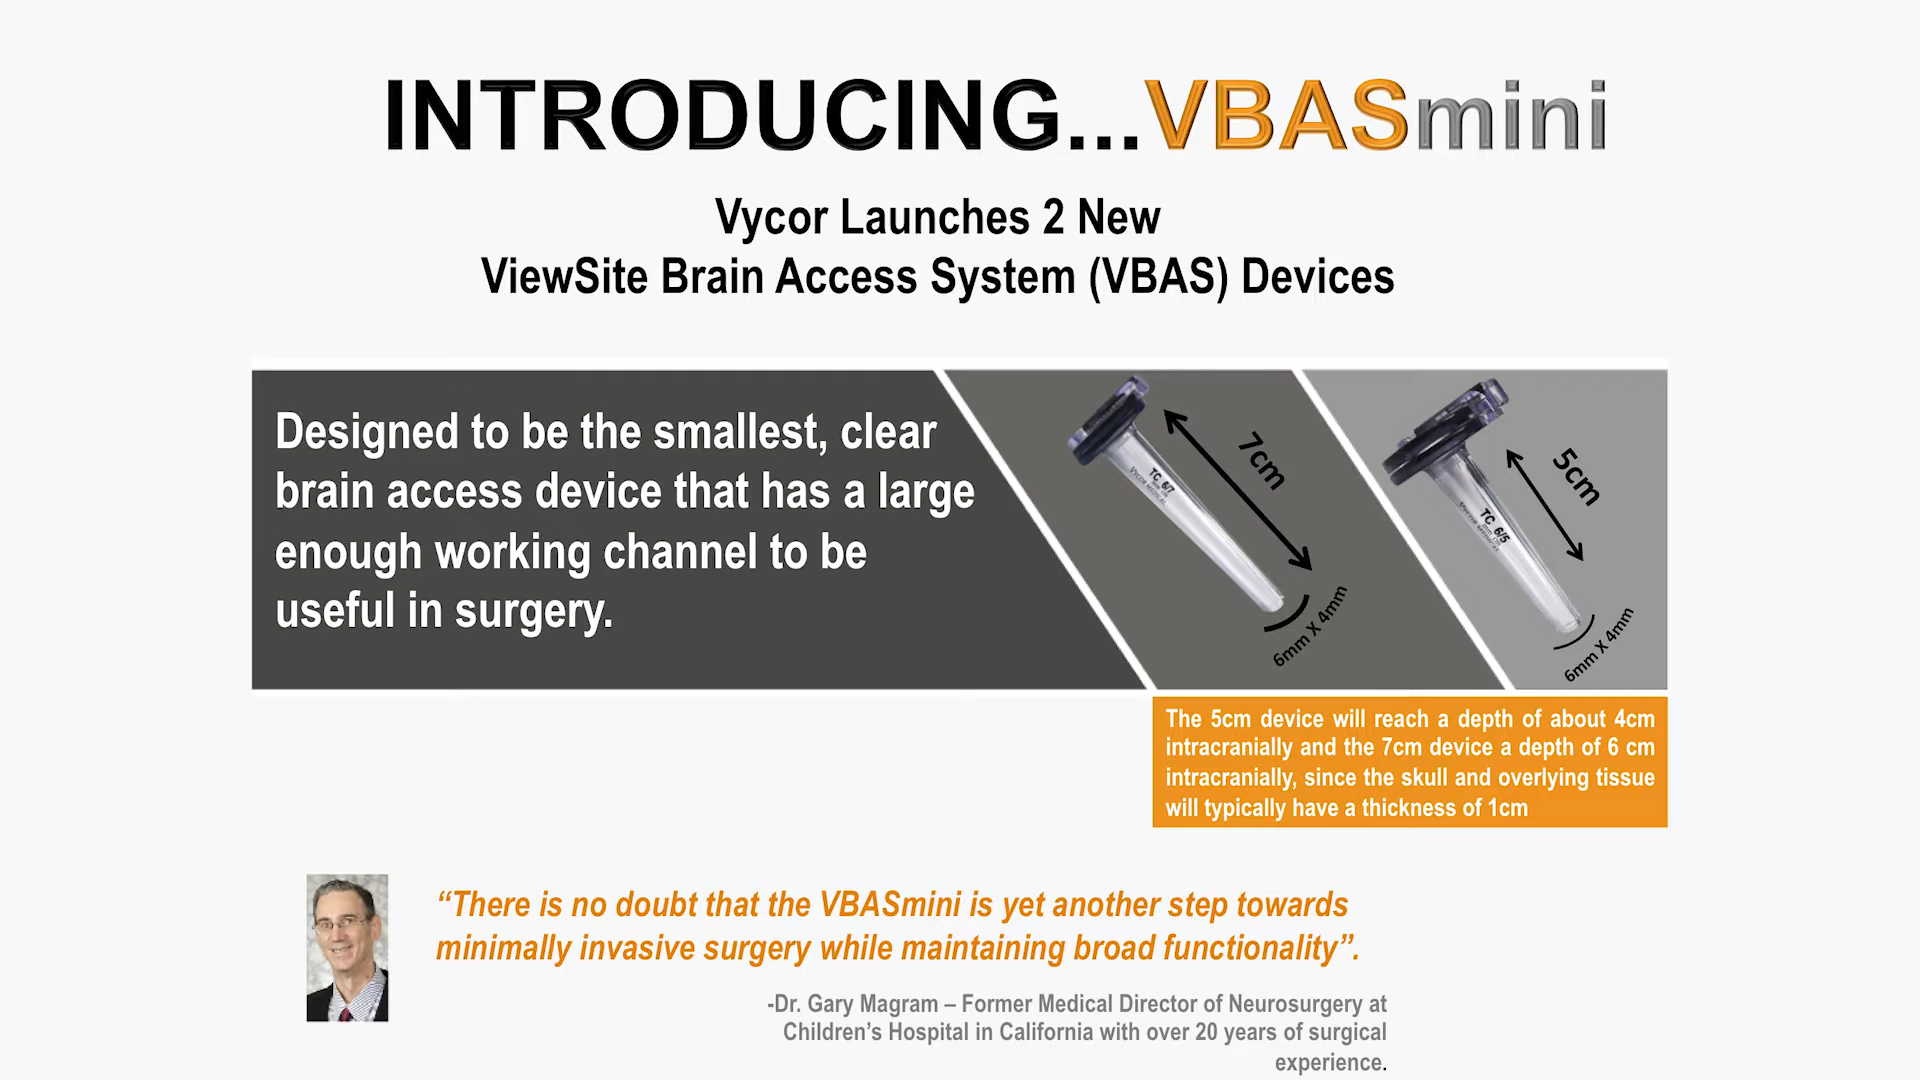 INTRODUCING...VBASmini
Vycor Launches 2 New
ViewSite Brain Access System (VBAS) Devices
Designed to be the smallest, clear
brain access device that has a large
enough working channel to be
useful in surgery.
7cm
TC 6/7
VYCOR MEDICAL
6mm X 4mm
5cm
TC 6/5
VYCOR MEDICAL
6mm X 4mm
The 5cm device will reach a depth of about 4cm
intracranially and the 7cm device a depth of 6 cm
intracranially, since the skull and overlying tissue
will typically have a thickness of 1cm
“There is no doubt that the VBASmini is yet another step towards
minimally invasive surgery while maintaining broad functionality”.
-Dr. Gary Magram – Former Medical Director of Neurosurgery at
Children’s Hospital in California with over 20 years of surgical
experience.